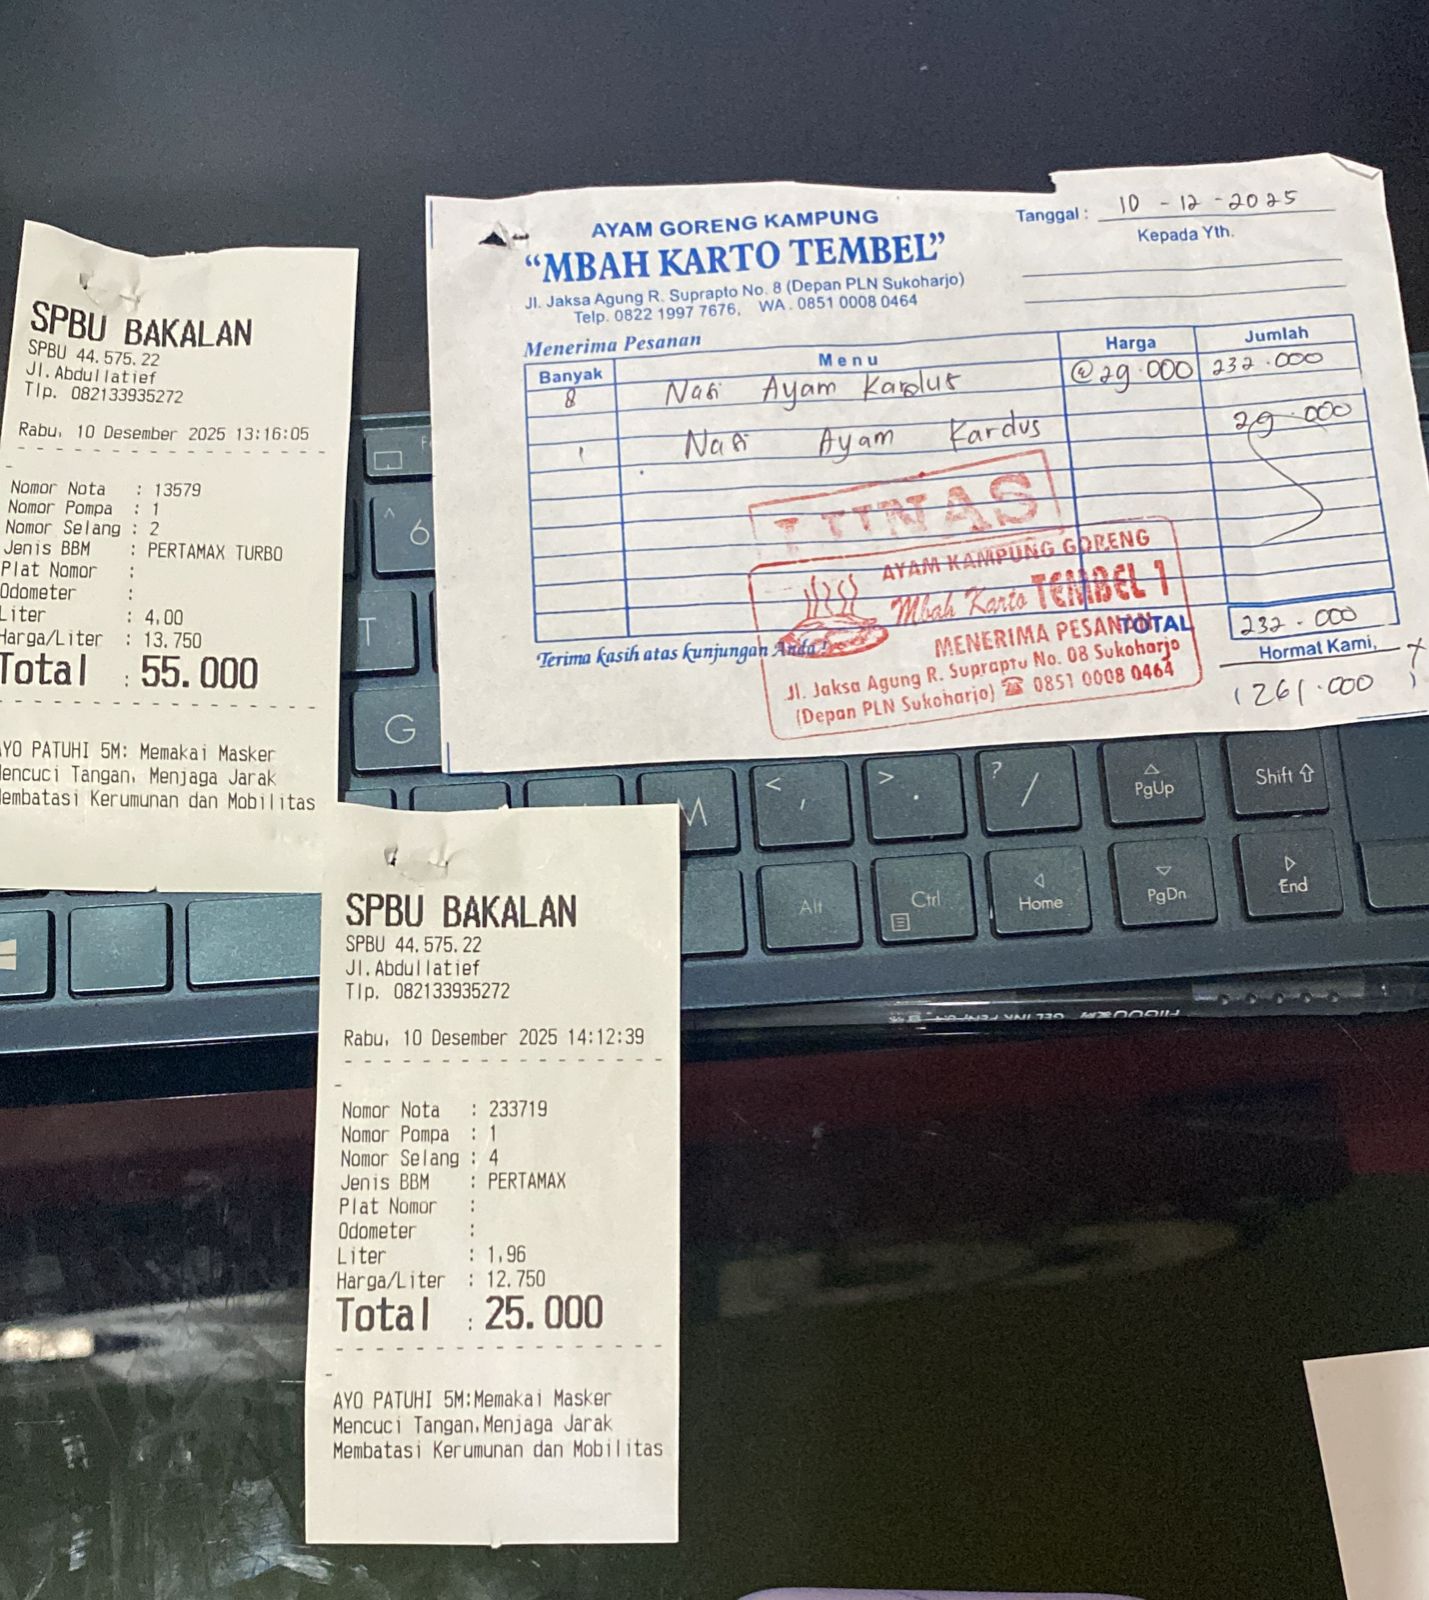 SPBU BAKALAN
SPBU 44.575.22
Jl.Abdullatief
Tlp. 082133935272
Rabu, 10 Desember 2025 13:16:05
Nomor Nota : 13579
Nomor Pompa : 1
Nomor Selang : 2
Jenis BBM : PERTAMAX TURBO
Plat Nomor :
Odometer :
Liter : 4,00
Harga/Liter : 13.750
Total : 55.000
AYO PATUHI 5M: Memakai Masker
Mencuci Tangan, Menjaga Jarak
Membatasi Kerumunan dan Mobilitas
AYAM GORENG KAMPUNG
"MBAH KARTO TEMBEL"
Jl. Jaksa Agung R. Suprapto No. 8 (Depan PLN Sukoharjo)
Telp. 0822 1997 7676, WA. 0851 0008 0464
Tanggal : 10 - 12 - 2025
Kepada Yth.
Menerima Pesanan
Banyak Menu Harga Jumlah
8 Nasi Ayam Kardus @29.000 232.000
1 Nasi Ayam Kardus 29.000
LUNAS
AYAM KAMPUNG GORENG
Mbah Karto TEMBEL 1
MENERIMA PESANAN
Jl. Jaksa Agung R. Suprapto No. 08 Sukoharjo
(Depan PLN Sukoharjo) ☎ 0851 0008 0464
TOTAL 232.000
Terima kasih atas kunjungan Anda !
Hormat Kami, +
( 261.000 )
SPBU BAKALAN
SPBU 44.575.22
Jl.Abdullatief
Tlp. 082133935272
Rabu, 10 Desember 2025 14:12:39
Nomor Nota : 233719
Nomor Pompa : 1
Nomor Selang : 4
Jenis BBM : PERTAMAX
Plat Nomor :
Odometer :
Liter : 1,96
Harga/Liter : 12.750
Total : 25.000
AYO PATUHI 5M:Memakai Masker
Mencuci Tangan,Menjaga Jarak
Membatasi Kerumunan dan Mobilitas
^ 6
T
G
M < , > . ? / PgUp Shift
Alt Ctrl Home PgDn End